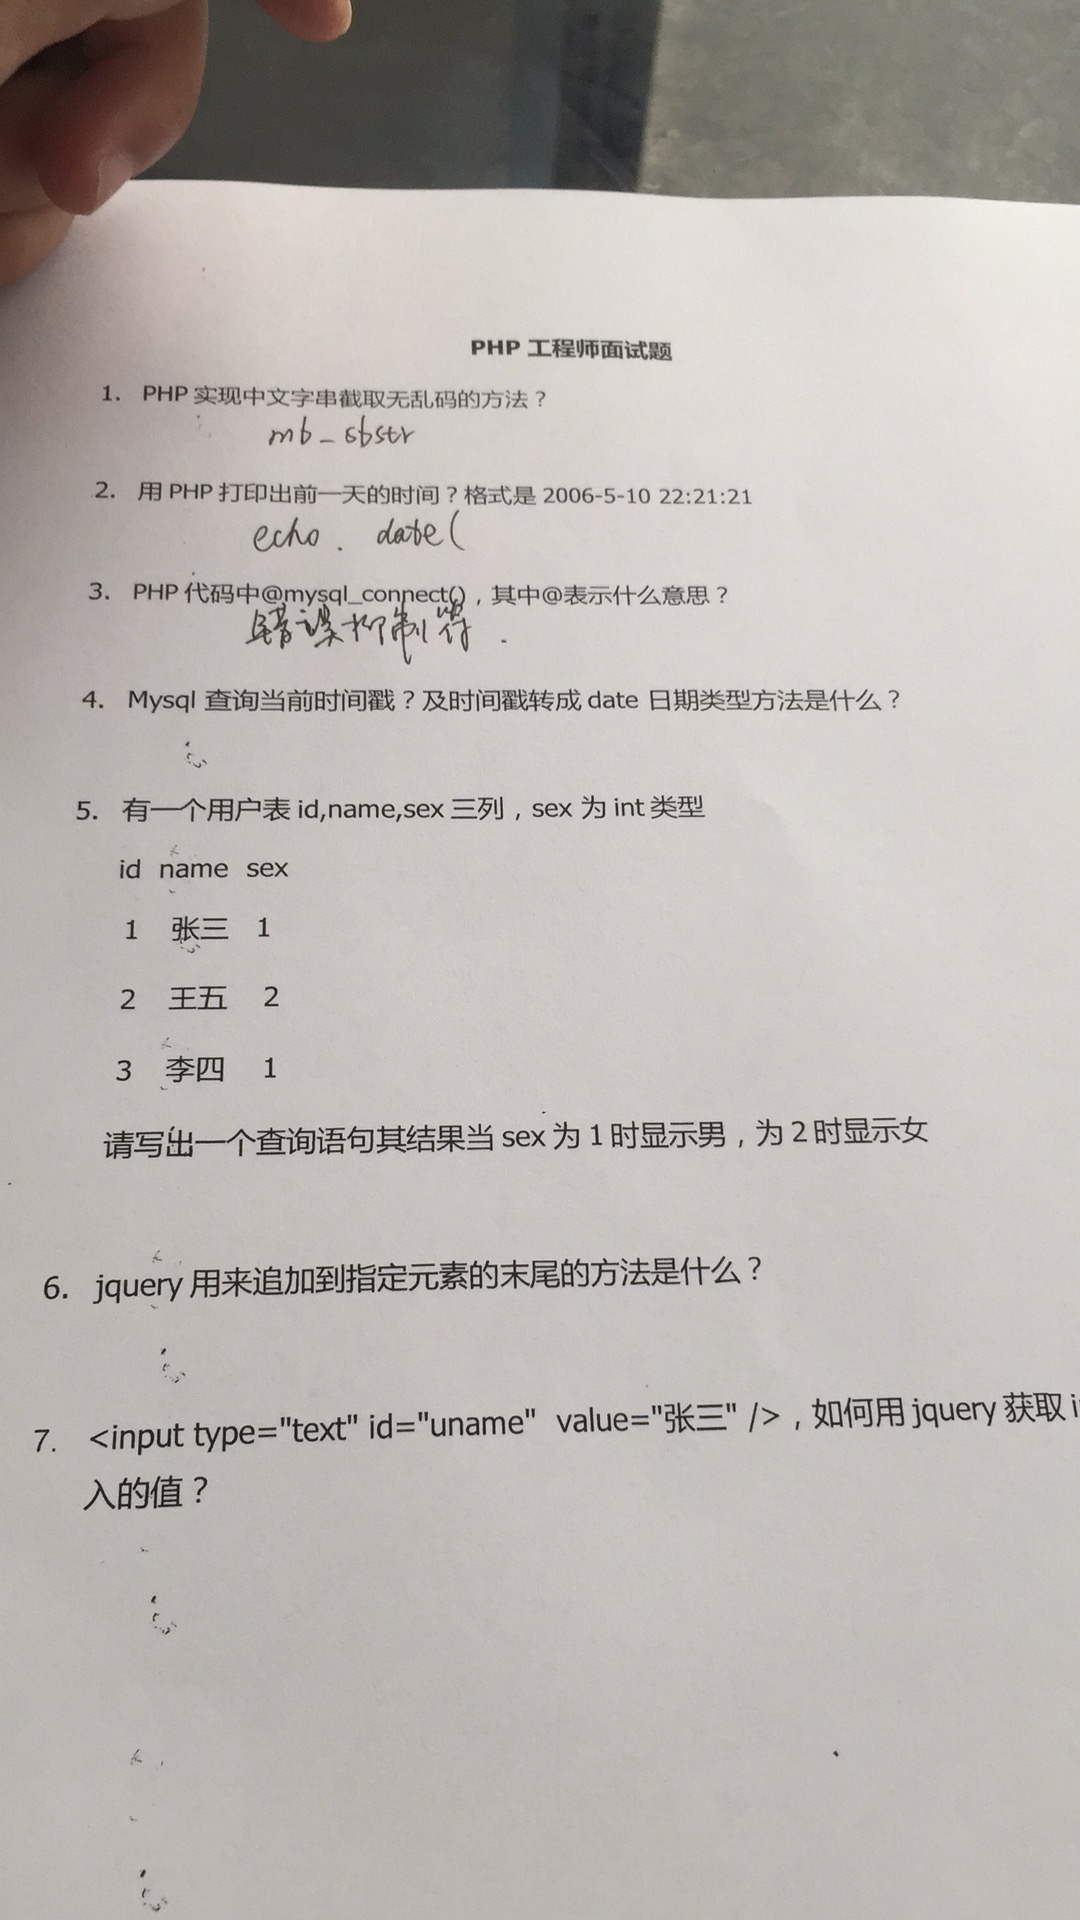 PHP 工程师面试题
1. PHP 实现中文字串截取无乱码的方法？
mb_sbstr
2. 用 PHP 打印出前一天的时间？格式是 2006-5-10 22:21:21
echo. date(
3. PHP 代码中@mysql_connect()，其中@表示什么意思？
错误抑制符.
4. Mysql 查询当前时间戳？及时间戳转成 date 日期类型方法是什么？
5. 有一个用户表 id,name,sex 三列，sex 为 int 类型
id name sex
1 张三 1
2 王五 2
3 李四 1
请写出一个查询语句其结果当 sex 为 1 时显示男，为 2 时显示女
6. jquery 用来追加到指定元素的末尾的方法是什么？
7. <input type="text" id="uname" value="张三" />，如何用 jquery 获取
入的值？